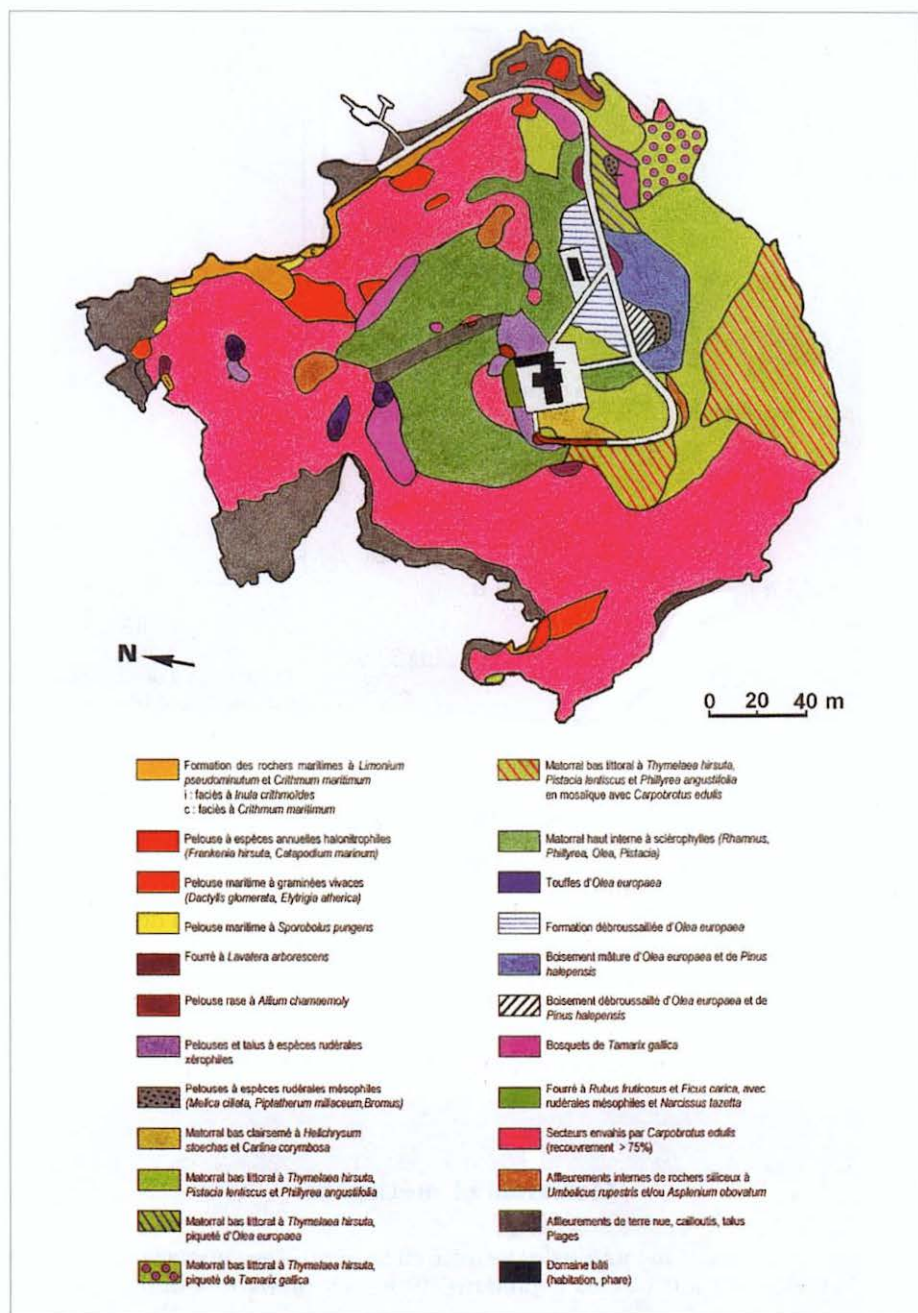 N
0 20 40 m
Formation des rochers maritimes à Limonium
pseudominutum et Crithmum maritimum
i : faciès à Inula crithmoïdes
c : faciès à Crithmum maritimum
Pelouse à espèces annuelles halonitrophiles
(Frankenia hirsuta, Catapodium marinum)
Pelouse maritime à graminées vivaces
(Dactylis glomerata, Elytrigia atherica)
Pelouse maritime à Sporobolus pungens
Fourré à Lavatera arborescens
Pelouse rase à Allium chamaemoly
Pelouses et talus à espèces rudérales
xérophiles
Pelouses à espèces rudérales mésophiles
(Melica ciliata, Piptatherum miliaceum,Bromus)
Matorral bas clairsemé à Helichrysum
stoechas et Carlina corymbosa
Matorral bas littoral à Thymelaea hirsuta,
Pistacia lentiscus et Phillyrea angustifolia
Matorral bas littoral à Thymelaea hirsuta,
piqueté d'Olea europaea
Matorral bas littoral à Thymelaea hirsuta,
piqueté de Tamarix gallica
Matorral bas littoral à Thymelaea hirsuta,
Pistacia lentiscus et Phillyrea angustifolia
en mosaïque avec Carpobrotus edulis
Matorral haut interne à sclérophylles (Rhamnus,
Phillyrea, Olea, Pistacia)
Touffes d'Olea europaea
Formation débroussaillée d'Olea europaea
Boisement mâture d'Olea europaea et de Pinus
halepensis
Boisement débroussaillé d'Olea europaea et de
Pinus halepensis
Bosquets de Tamarix gallica
Fourré à Rubus fruticosus et Ficus carica, avec
rudérales mésophiles et Narcissus tazetta
Secteurs envahis par Carpobrotus edulis
(recouvrement >75%)
Affleurements internes de rochers siliceux à
Umbilicus rupestris et/ou Asplenium obovatum
Affleurements de terre nue, cailloutis, talus
Plages
Domaine bâti
(habitation, phare)